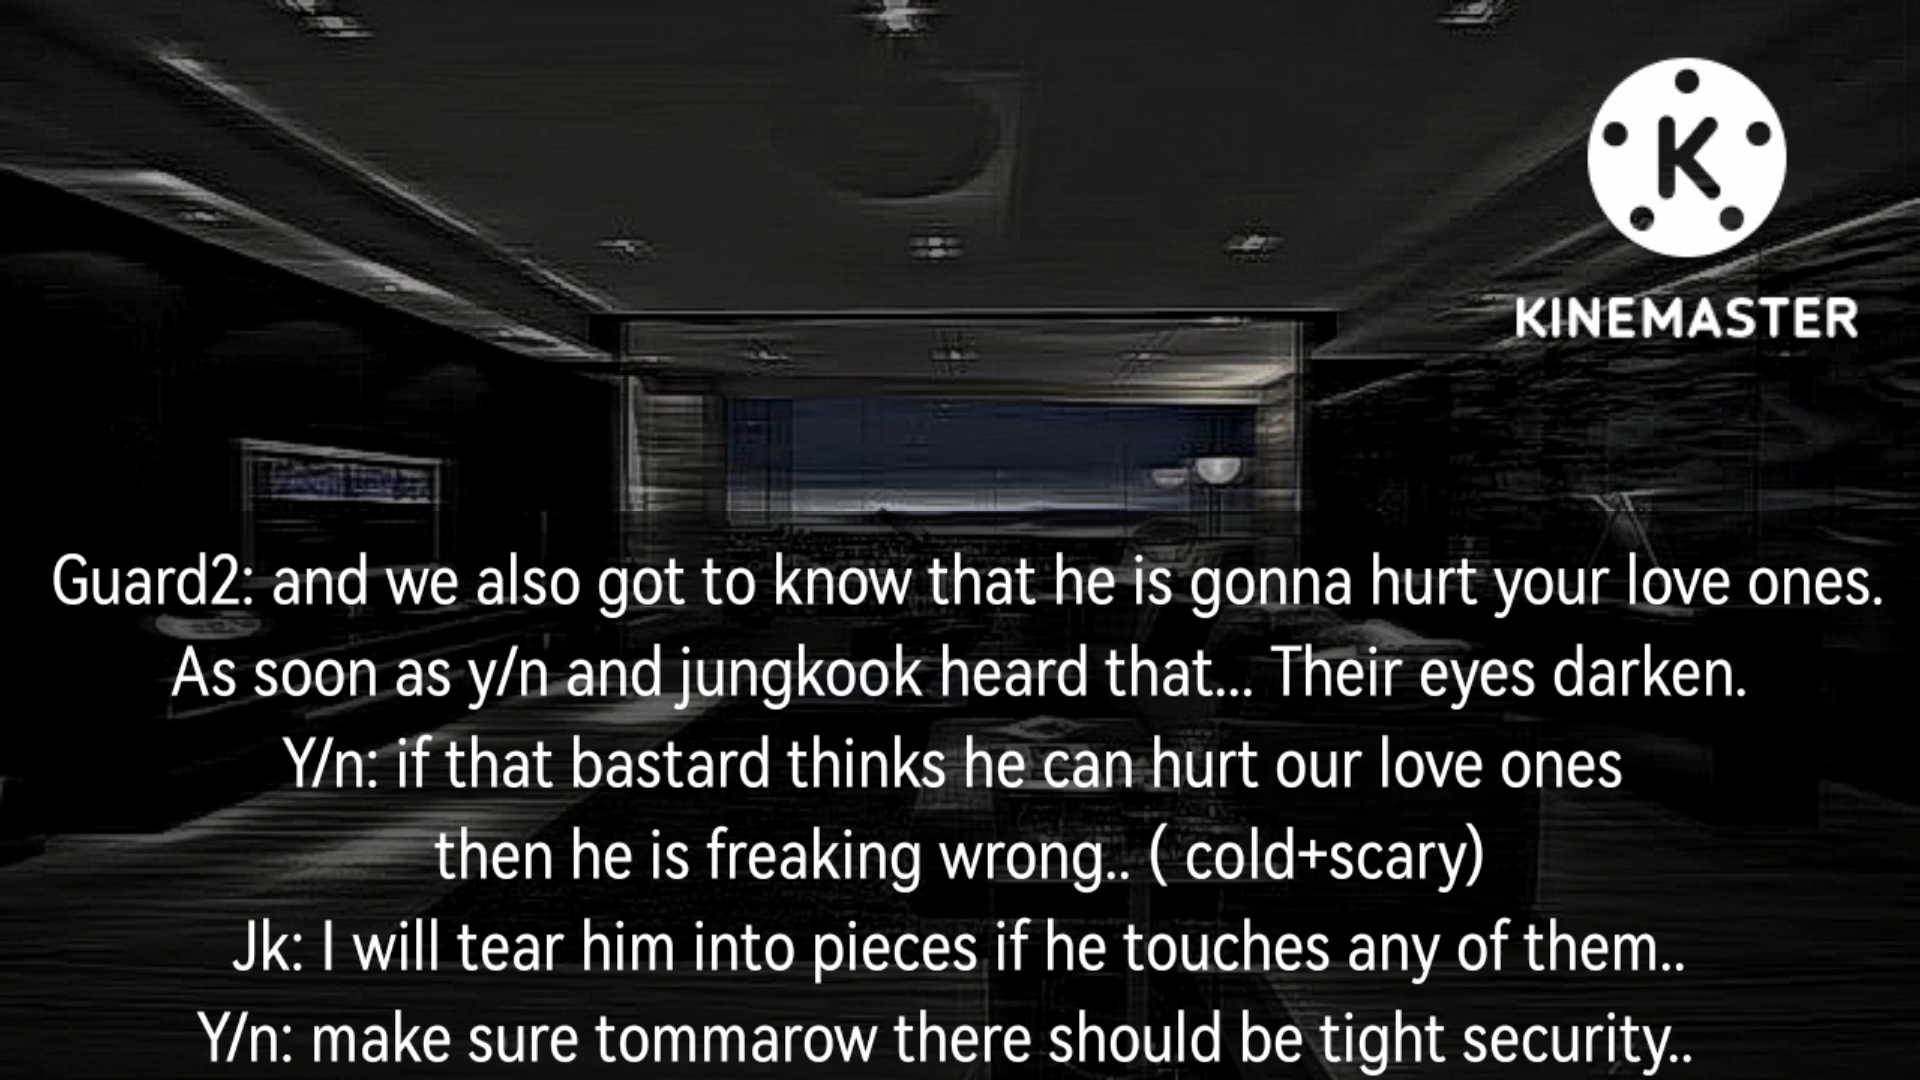 K
KINEMASTER
Guard2: and we also got to know that he is gonna hurt your love ones.
As soon as y/n and jungkook heard that... Their eyes darken.
Y/n: if that bastard thinks he can hurt our love ones
then he is freaking wrong.. ( cold+scary)
Jk: I will tear him into pieces if he touches any of them..
Y/n: make sure tommarow there should be tight security..